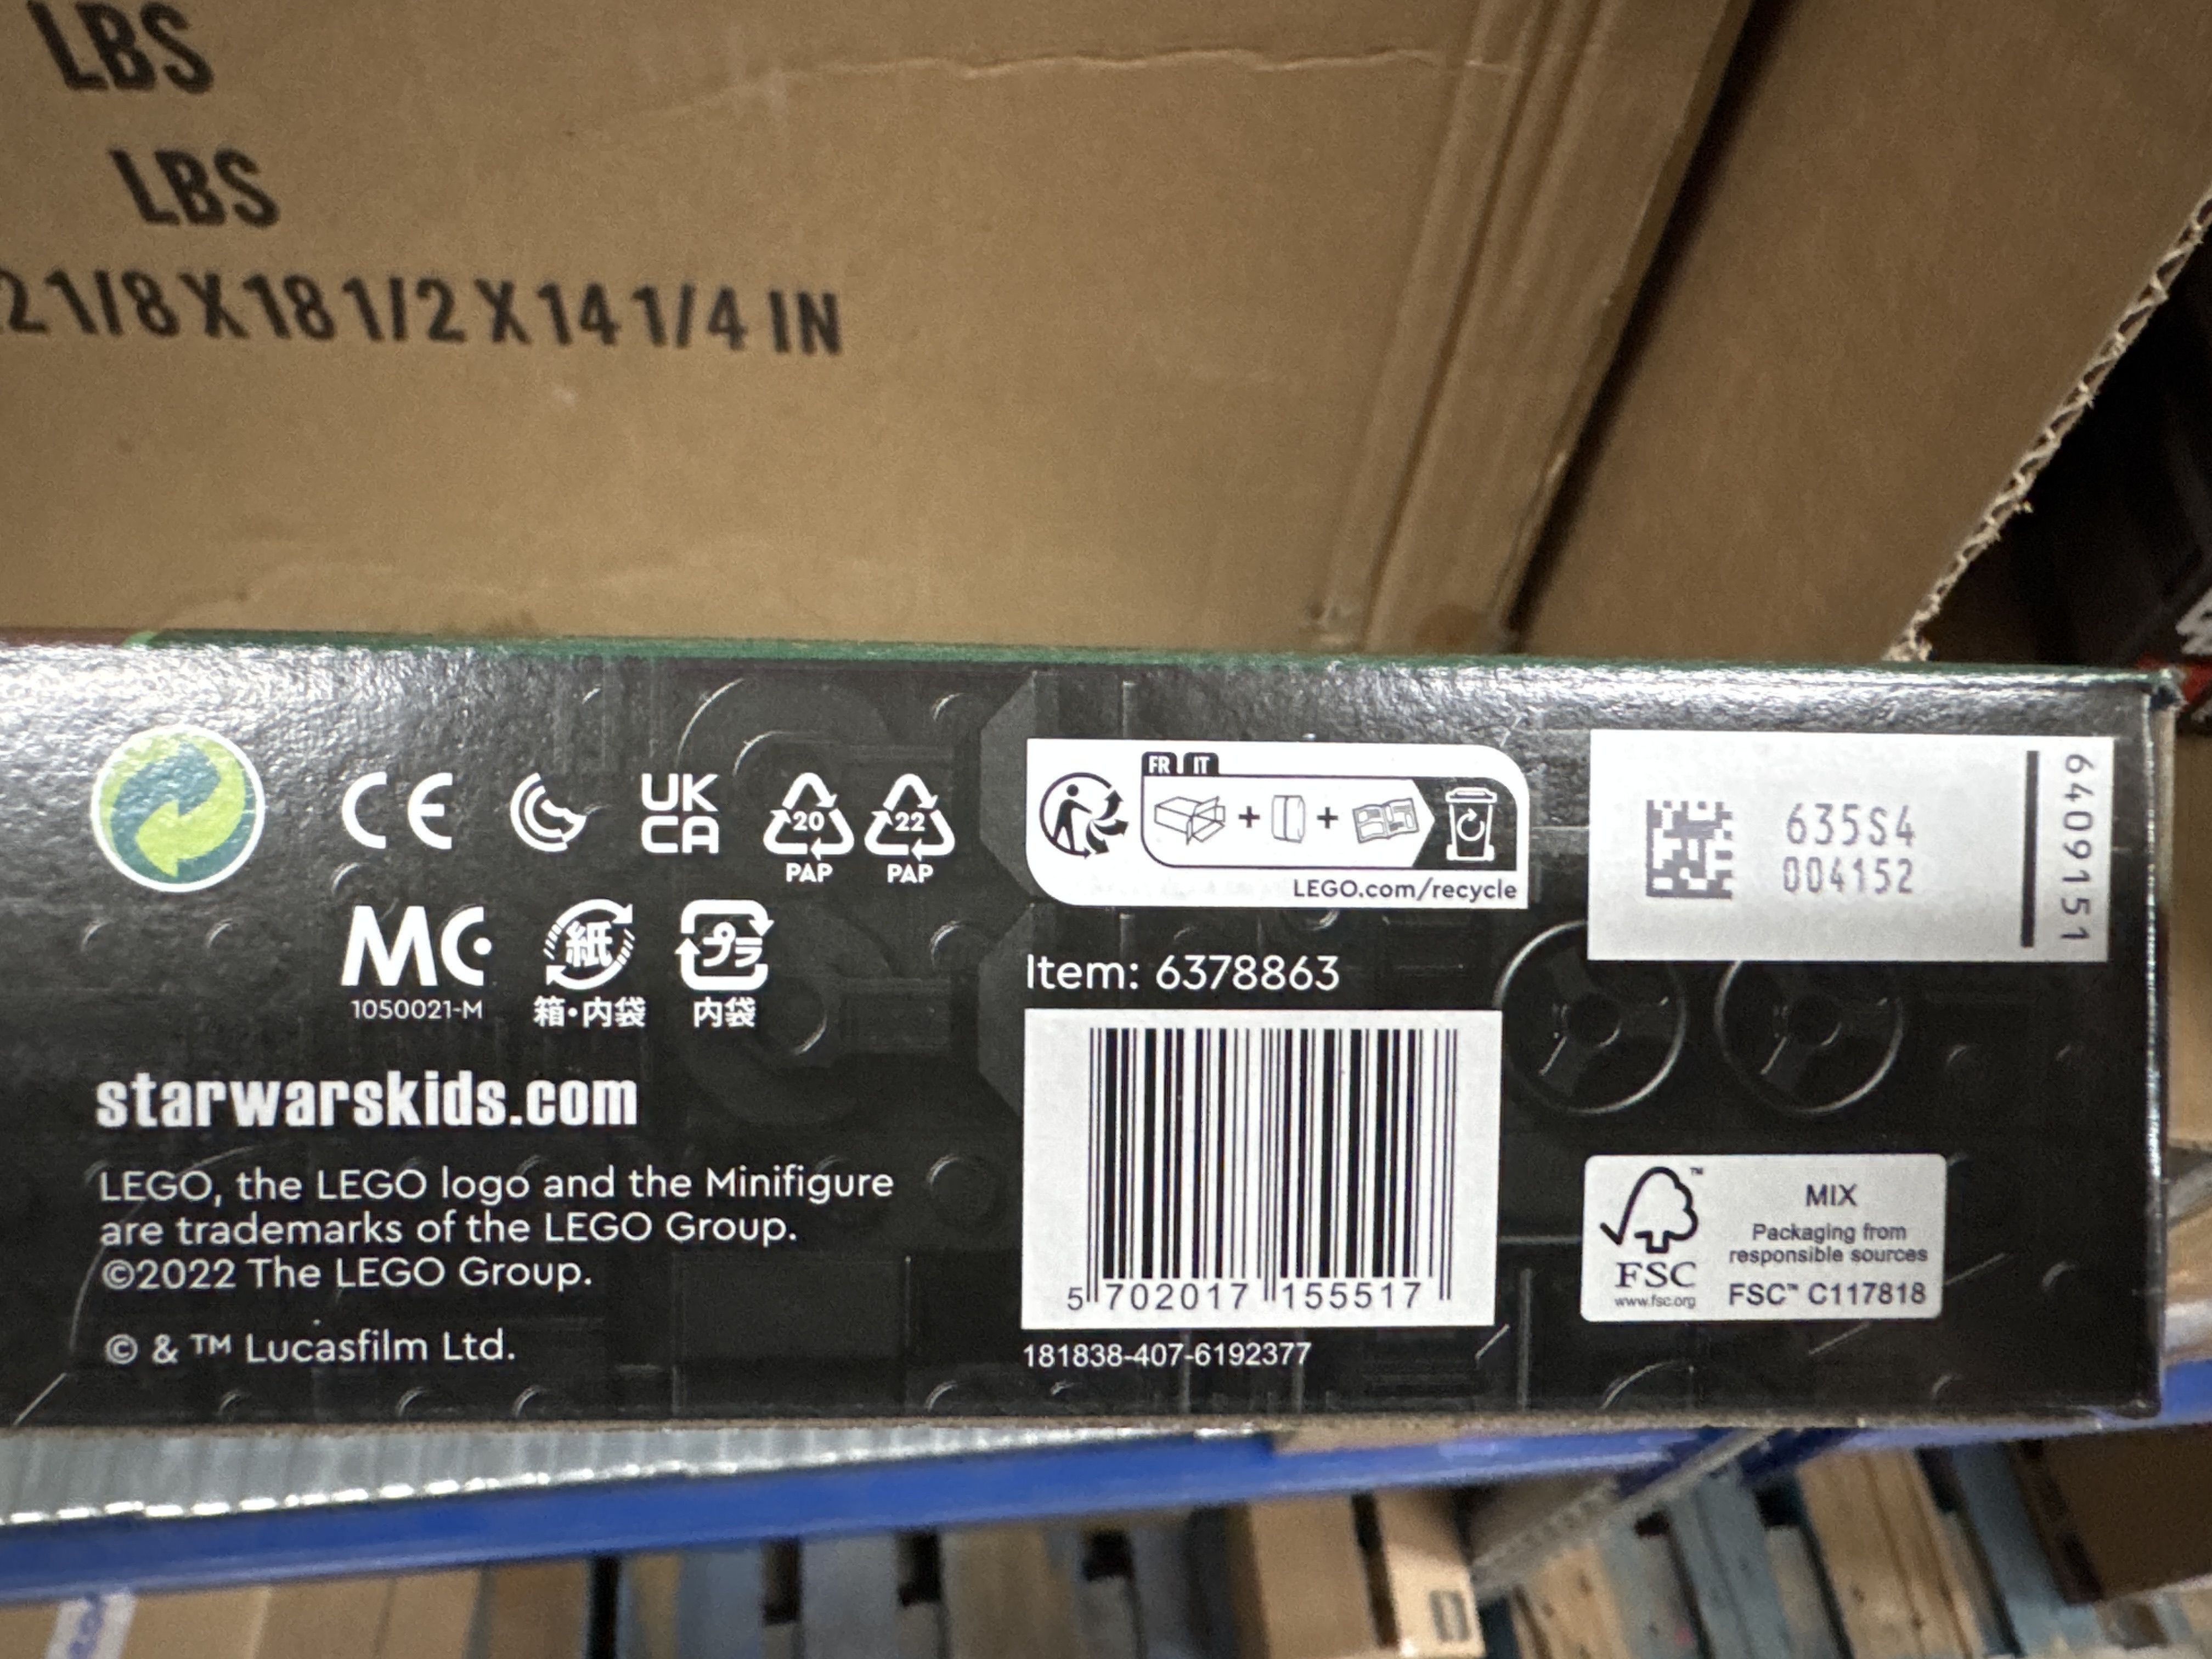 LBS
LBS
2 1/8 X 18 1/2 X 14 1/4 IN
CE
UK
CA
20
PAP
22
PAP
FR IT
LEGO.com/recycle
635S4
004152
6409151
MC
1050021-M
紙
箱・内袋
プラ
内袋
Item: 6378863
starwarskids.com
LEGO, the LEGO logo and the Minifigure
are trademarks of the LEGO Group.
©2022 The LEGO Group.
© & ™ Lucasfilm Ltd.
5 702017 155517
181838-407-6192377
FSC
www.fsc.org
MIX
Packaging from
responsible sources
FSC™ C117818